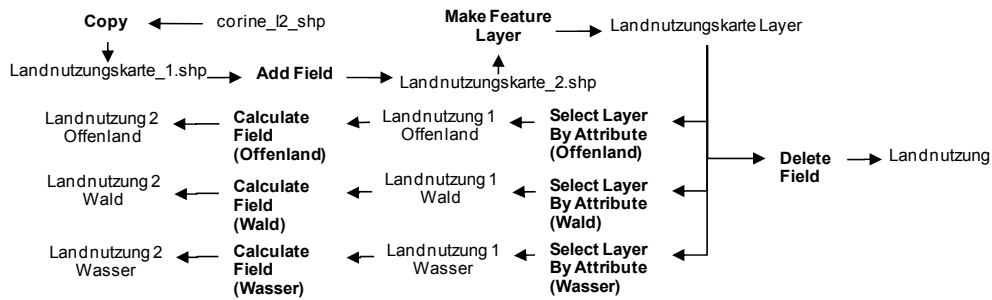 Copy
corine_l2_shp
Make Feature
Layer
Landnutzungskarte Layer
Landnutzungskarte_1.shp
Add Field
Landnutzungskarte_2.shp
Landnutzung 2
Offenland
Calculate
Field
(Offenland)
Landnutzung 1
Offenland
Select Layer
By Attribute
(Offenland)
Delete
Field
Landnutzung
Landnutzung 2
Wald
Calculate
Field
(Wald)
Landnutzung 1
Wald
Select Layer
By Attribute
(Wald)
Landnutzung 2
Wasser
Calculate
Field
(Wasser)
Landnutzung 1
Wasser
Select Layer
By Attribute
(Wasser)